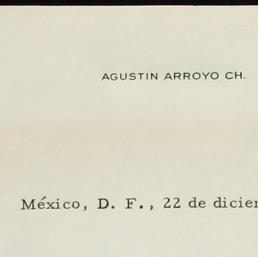 AGUSTIN ARROYO CH.
México, D. F., 22 de dicie